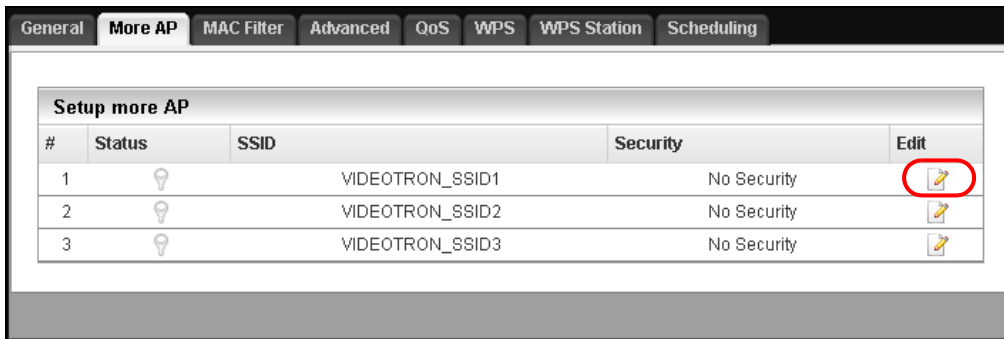 General More AP MAC Filter Advanced QoS WPS WPS Station Scheduling
Setup more AP
# Status SSID Security Edit
1 VIDEOTRON_SSID1 No Security
2 VIDEOTRON_SSID2 No Security
3 VIDEOTRON_SSID3 No Security